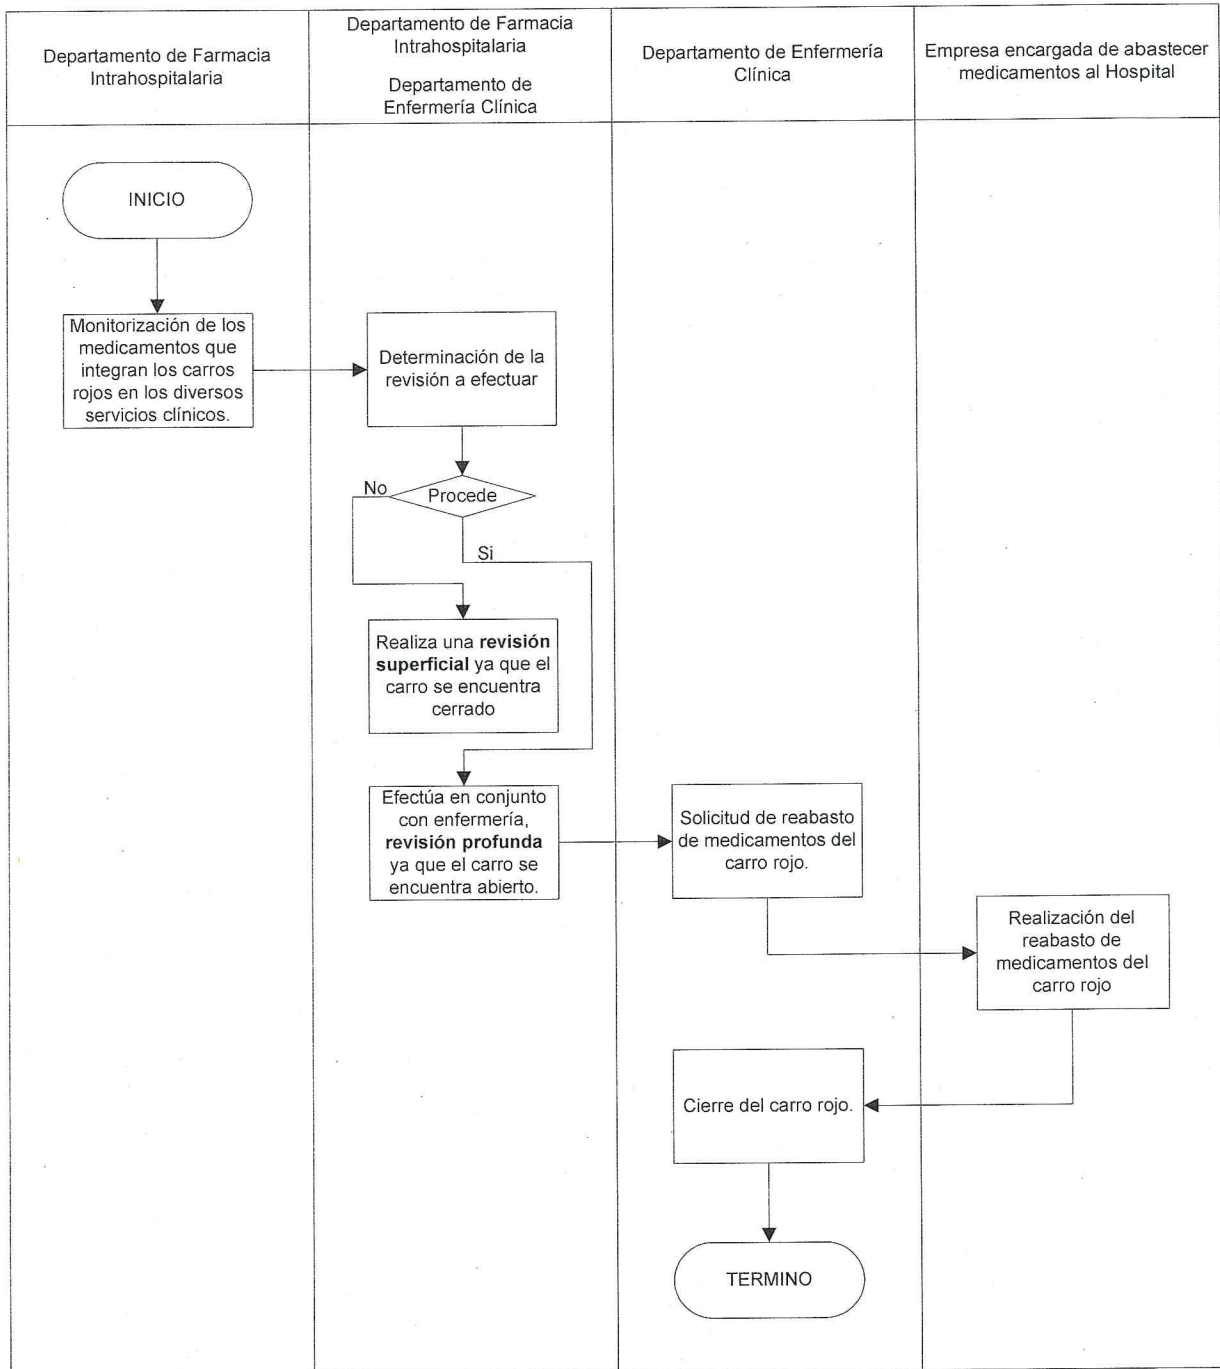 Departamento de Farmacia
Intrahospitalaria
Departamento de Farmacia
Intrahospitalaria
Departamento de
Enfermería Clínica
Departamento de Enfermería
Clínica
Empresa encargada de abastecer
medicamentos al Hospital
INICIO
Monitorización de los
medicamentos que
integran los carros
rojos en los diversos
servicios clínicos.
Determinación de la
revisión a efectuar
Procede
No
Si
Realiza una revisión
superficial ya que el
carro se encuentra
cerrado
Efectúa en conjunto
con enfermería,
revisión profunda
ya que el carro se
encuentra abierto.
Solicitud de reabasto
de medicamentos del
carro rojo.
Realización del
reabasto de
medicamentos del
carro rojo
Cierre del carro rojo.
TERMINO